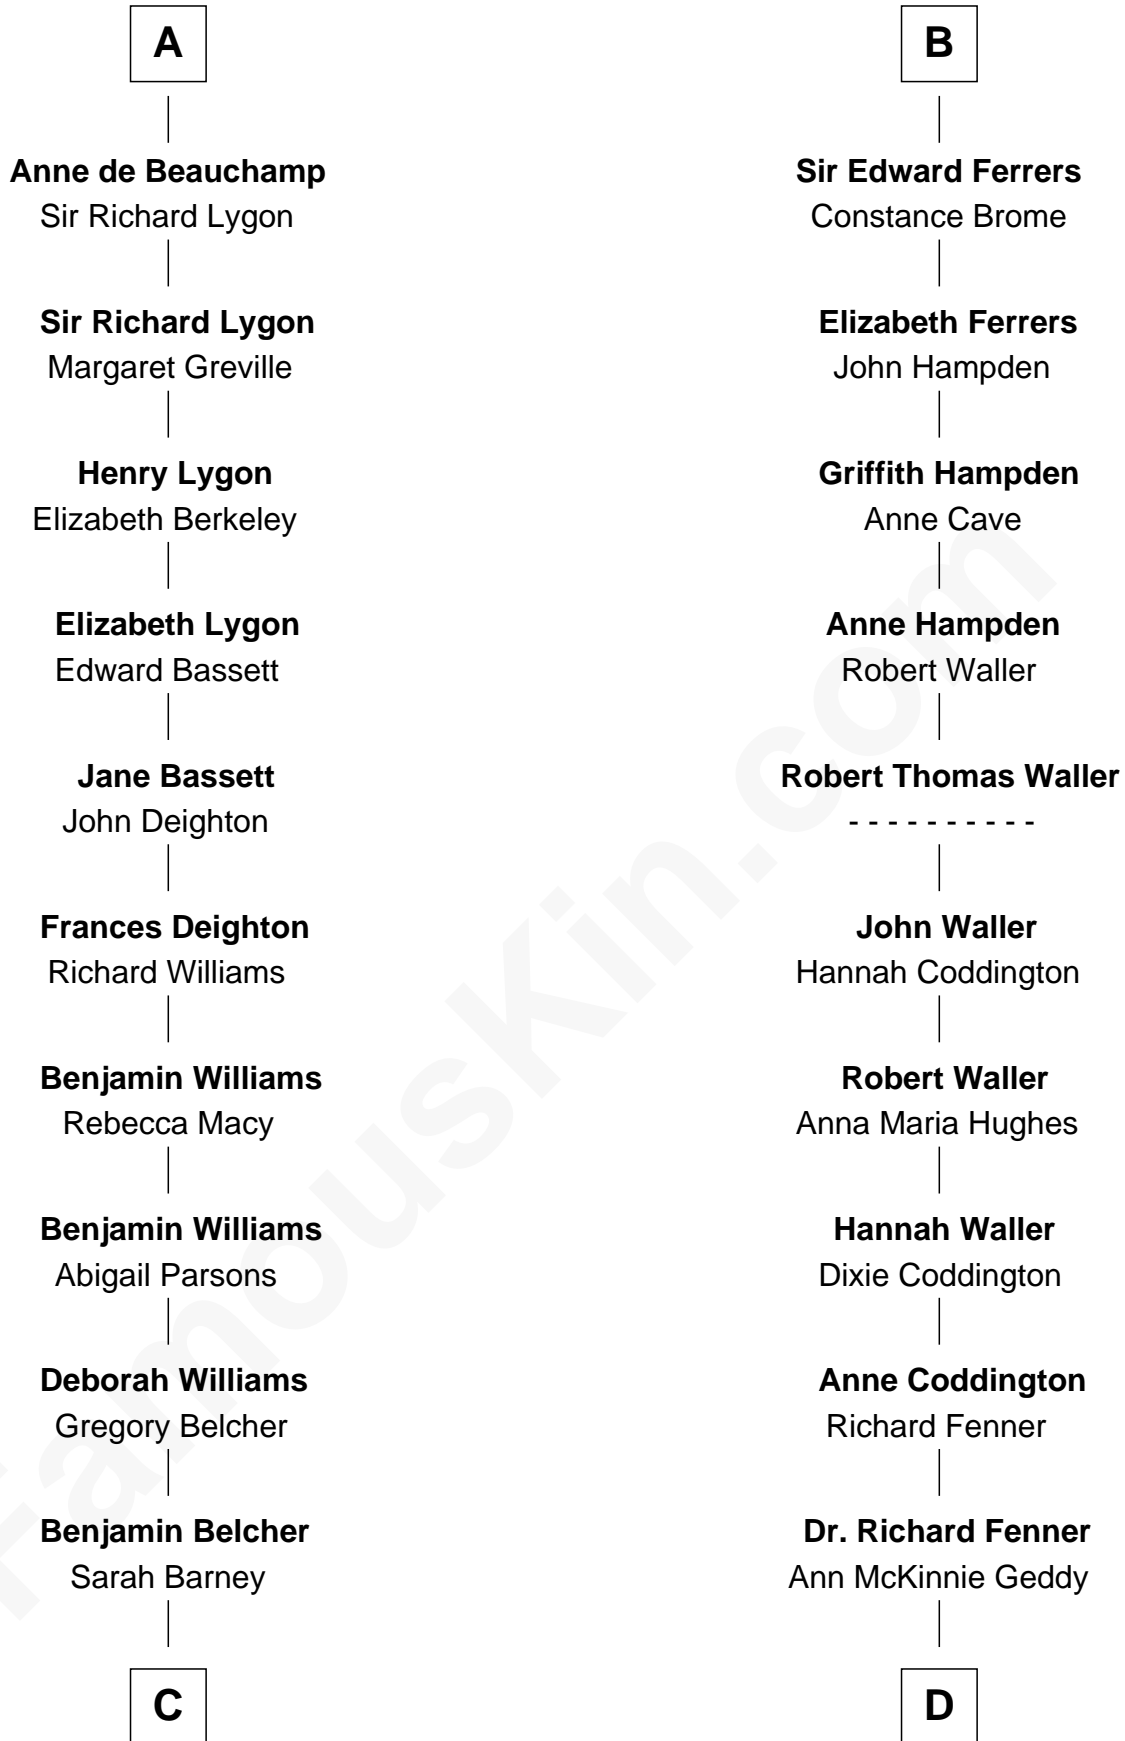 A
Anne de Beauchamp
Sir Richard Lygon
Sir Richard Lygon
Margaret Greville
Henry Lygon
Elizabeth Berkeley
Elizabeth Lygon
Edward Bassett
Jane Bassett
John Deighton
Frances Deighton
Richard Williams
Benjamin Williams
Rebecca Macy
Benjamin Williams
Abigail Parsons
Deborah Williams
Gregory Belcher
Benjamin Belcher
Sarah Barney
C
B
Sir Edward Ferrers
Constance Brome
Elizabeth Ferrers
John Hampden
Griffith Hampden
Anne Cave
Anne Hampden
Robert Waller
Robert Thomas Waller
- - - - - - - - - -
John Waller
Hannah Coddington
Robert Waller
Anna Maria Hughes
Hannah Waller
Dixie Coddington
Anne Coddington
Richard Fenner
Dr. Richard Fenner
Ann McKinnie Geddy
D
FamousKin.com